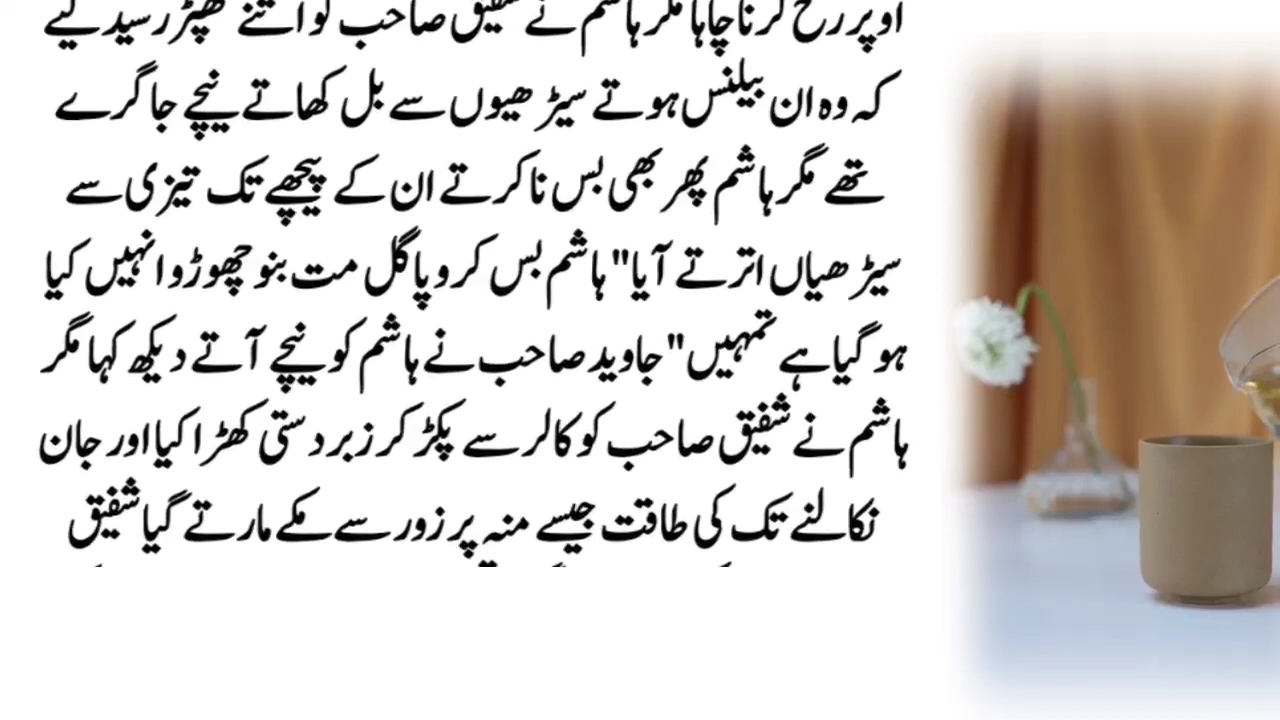 اوپر رخ کرنا چاہا مگر ہاشم نے شفیق صاحب کو اتنے تھپڑ رسید کیے
کہ وہ ان بیلنس ہوتے سیڑھیوں سے بل کھاتے نیچے جا گرے
تھے مگر ہاشم پھر بھی بس نا کرتے ان کے پیچھے تک تیزی سے
سیڑھیاں اترتے آیا" ہاشم بس کرو پاگل مت بنو چھوڑو انہیں کیا
ہو گیا ہے تمہیں" جاوید صاحب نے ہاشم کو نیچے آتے دیکھ کہا مگر
ہاشم نے شفیق صاحب کو کالر سے پکڑ کر زبردستی کھڑا کیا اور جان
نکالنے تک کی طاقت جیسے منہ پر زور سے مکے مارتے گیا شفیق